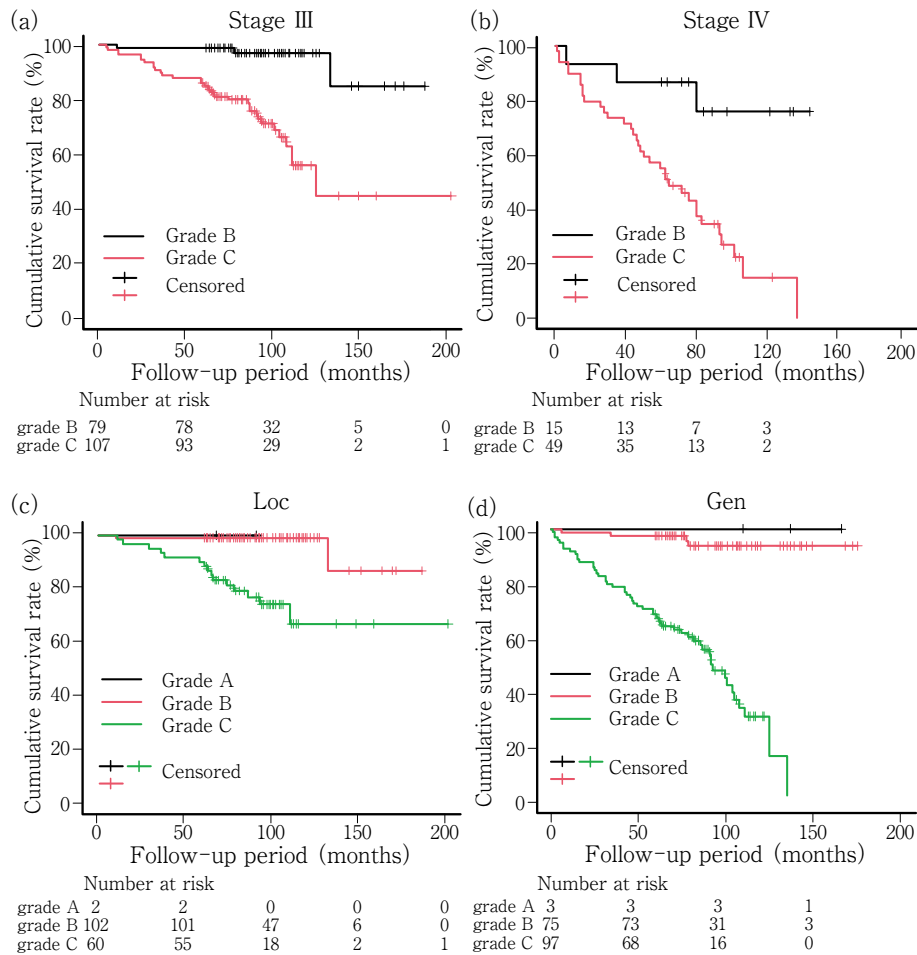 (a) Stage III
Cumulative survival rate (%)
100
80
60
40
20
0
Grade B
Grade C
Censored
0 50 100 150 200
Follow-up period (months)
Number at risk
grade B 79 78 32 5 0
grade C 107 93 29 2 1
(b) Stage IV
Cumulative survival rate (%)
100
80
60
40
20
0
Grade B
Grade C
Censored
0 40 80 120 160 200
Follow-up period (months)
Number at risk
grade B 15 13 7 3
grade C 49 35 13 2
(c) Loc
Cumulative survival rate (%)
100
80
60
40
20
0
Grade A
Grade B
Grade C
Censored
0 50 100 150 200
Follow-up period (months)
Number at risk
grade A 2 2 0 0 0
grade B 102 101 47 6 0
grade C 60 55 18 2 1
(d) Gen
Cumulative survival rate (%)
100
80
60
40
20
0
Grade A
Grade B
Grade C
Censored
0 50 100 150 200
Follow-up period (months)
Number at risk
grade A 3 3 3 1
grade B 75 73 31 3
grade C 97 68 16 0